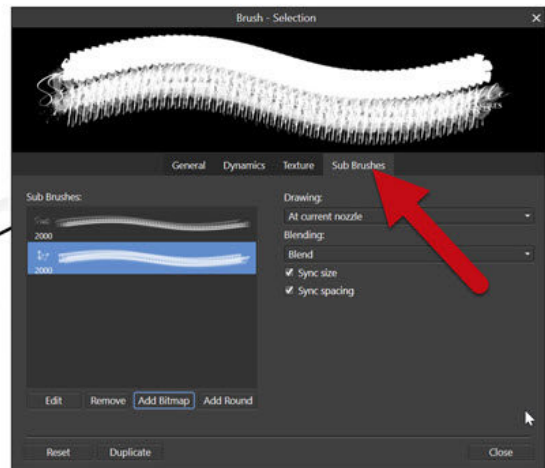 Brush - Selection
General Dynamics Texture Sub Brushes
Sub Brushes:
2000
2000
Edit Remove Add Bitmap Add Round
Drawing:
At current nozzle
Blending:
Blend
Sync size
Sync spacing
Reset Duplicate Close